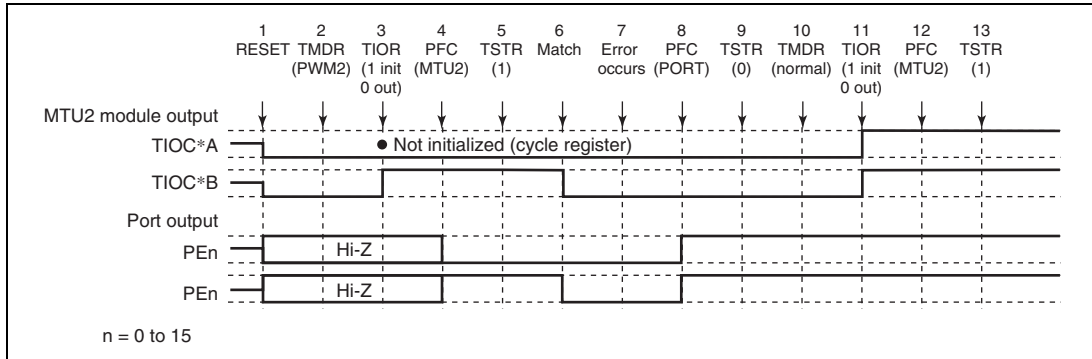 1 2 3 4 5 6 7 8 9 10 11 12 13
RESET TMDR TIOR PFC TSTR Match Error PFC TSTR TMDR TIOR PFC TSTR
(PWM2) (1 init (MTU2) (1) occurs (PORT) (0) (normal) (1 init (MTU2) (1)
0 out) 0 out)
MTU2 module output
TIOC*A
• Not initialized (cycle register)
TIOC*B
Port output
PEn
Hi-Z
PEn
Hi-Z
n = 0 to 15